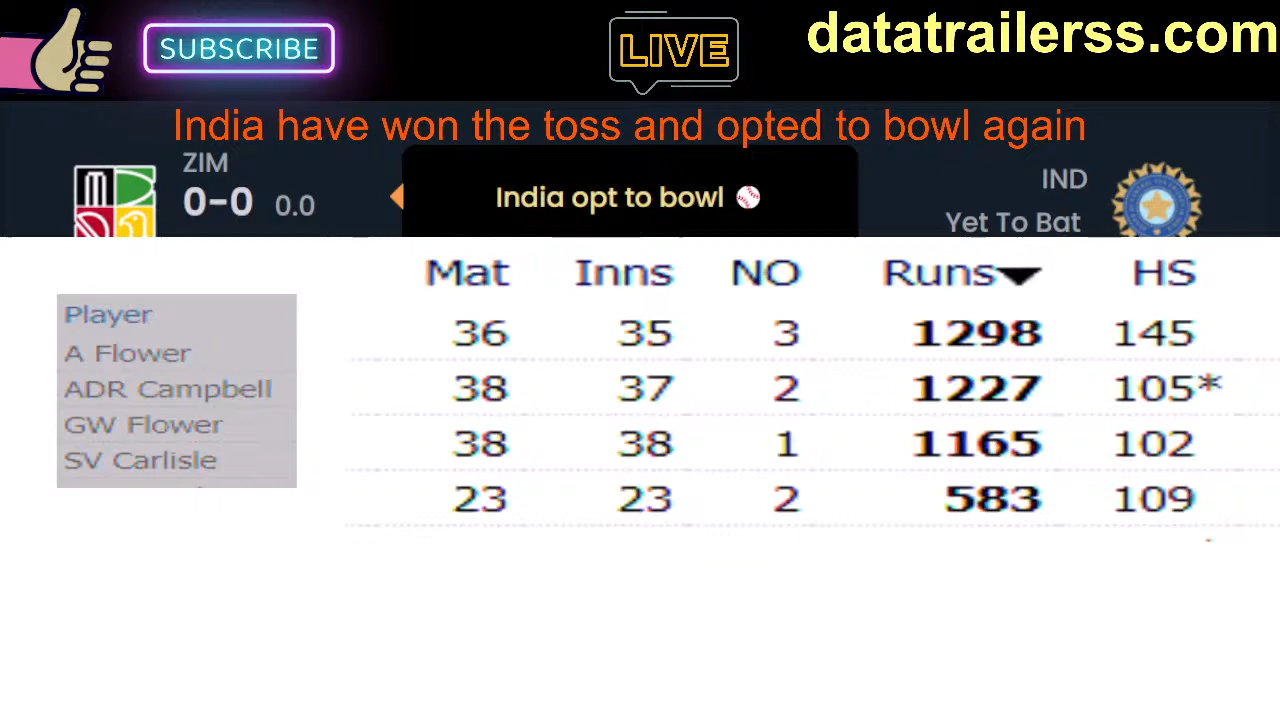 SUBSCRIBE
LIVE
datatrailerss.com
India have won the toss and opted to bowl again
ZIM
0-0 0.0
India opt to bowl
IND
Yet To Bat
Mat Inns NO Runs HS
Player
A Flower 36 35 3 1298 145
ADR Campbell 38 37 2 1227 105*
GW Flower 38 38 1 1165 102
SV Carlisle 23 23 2 583 109